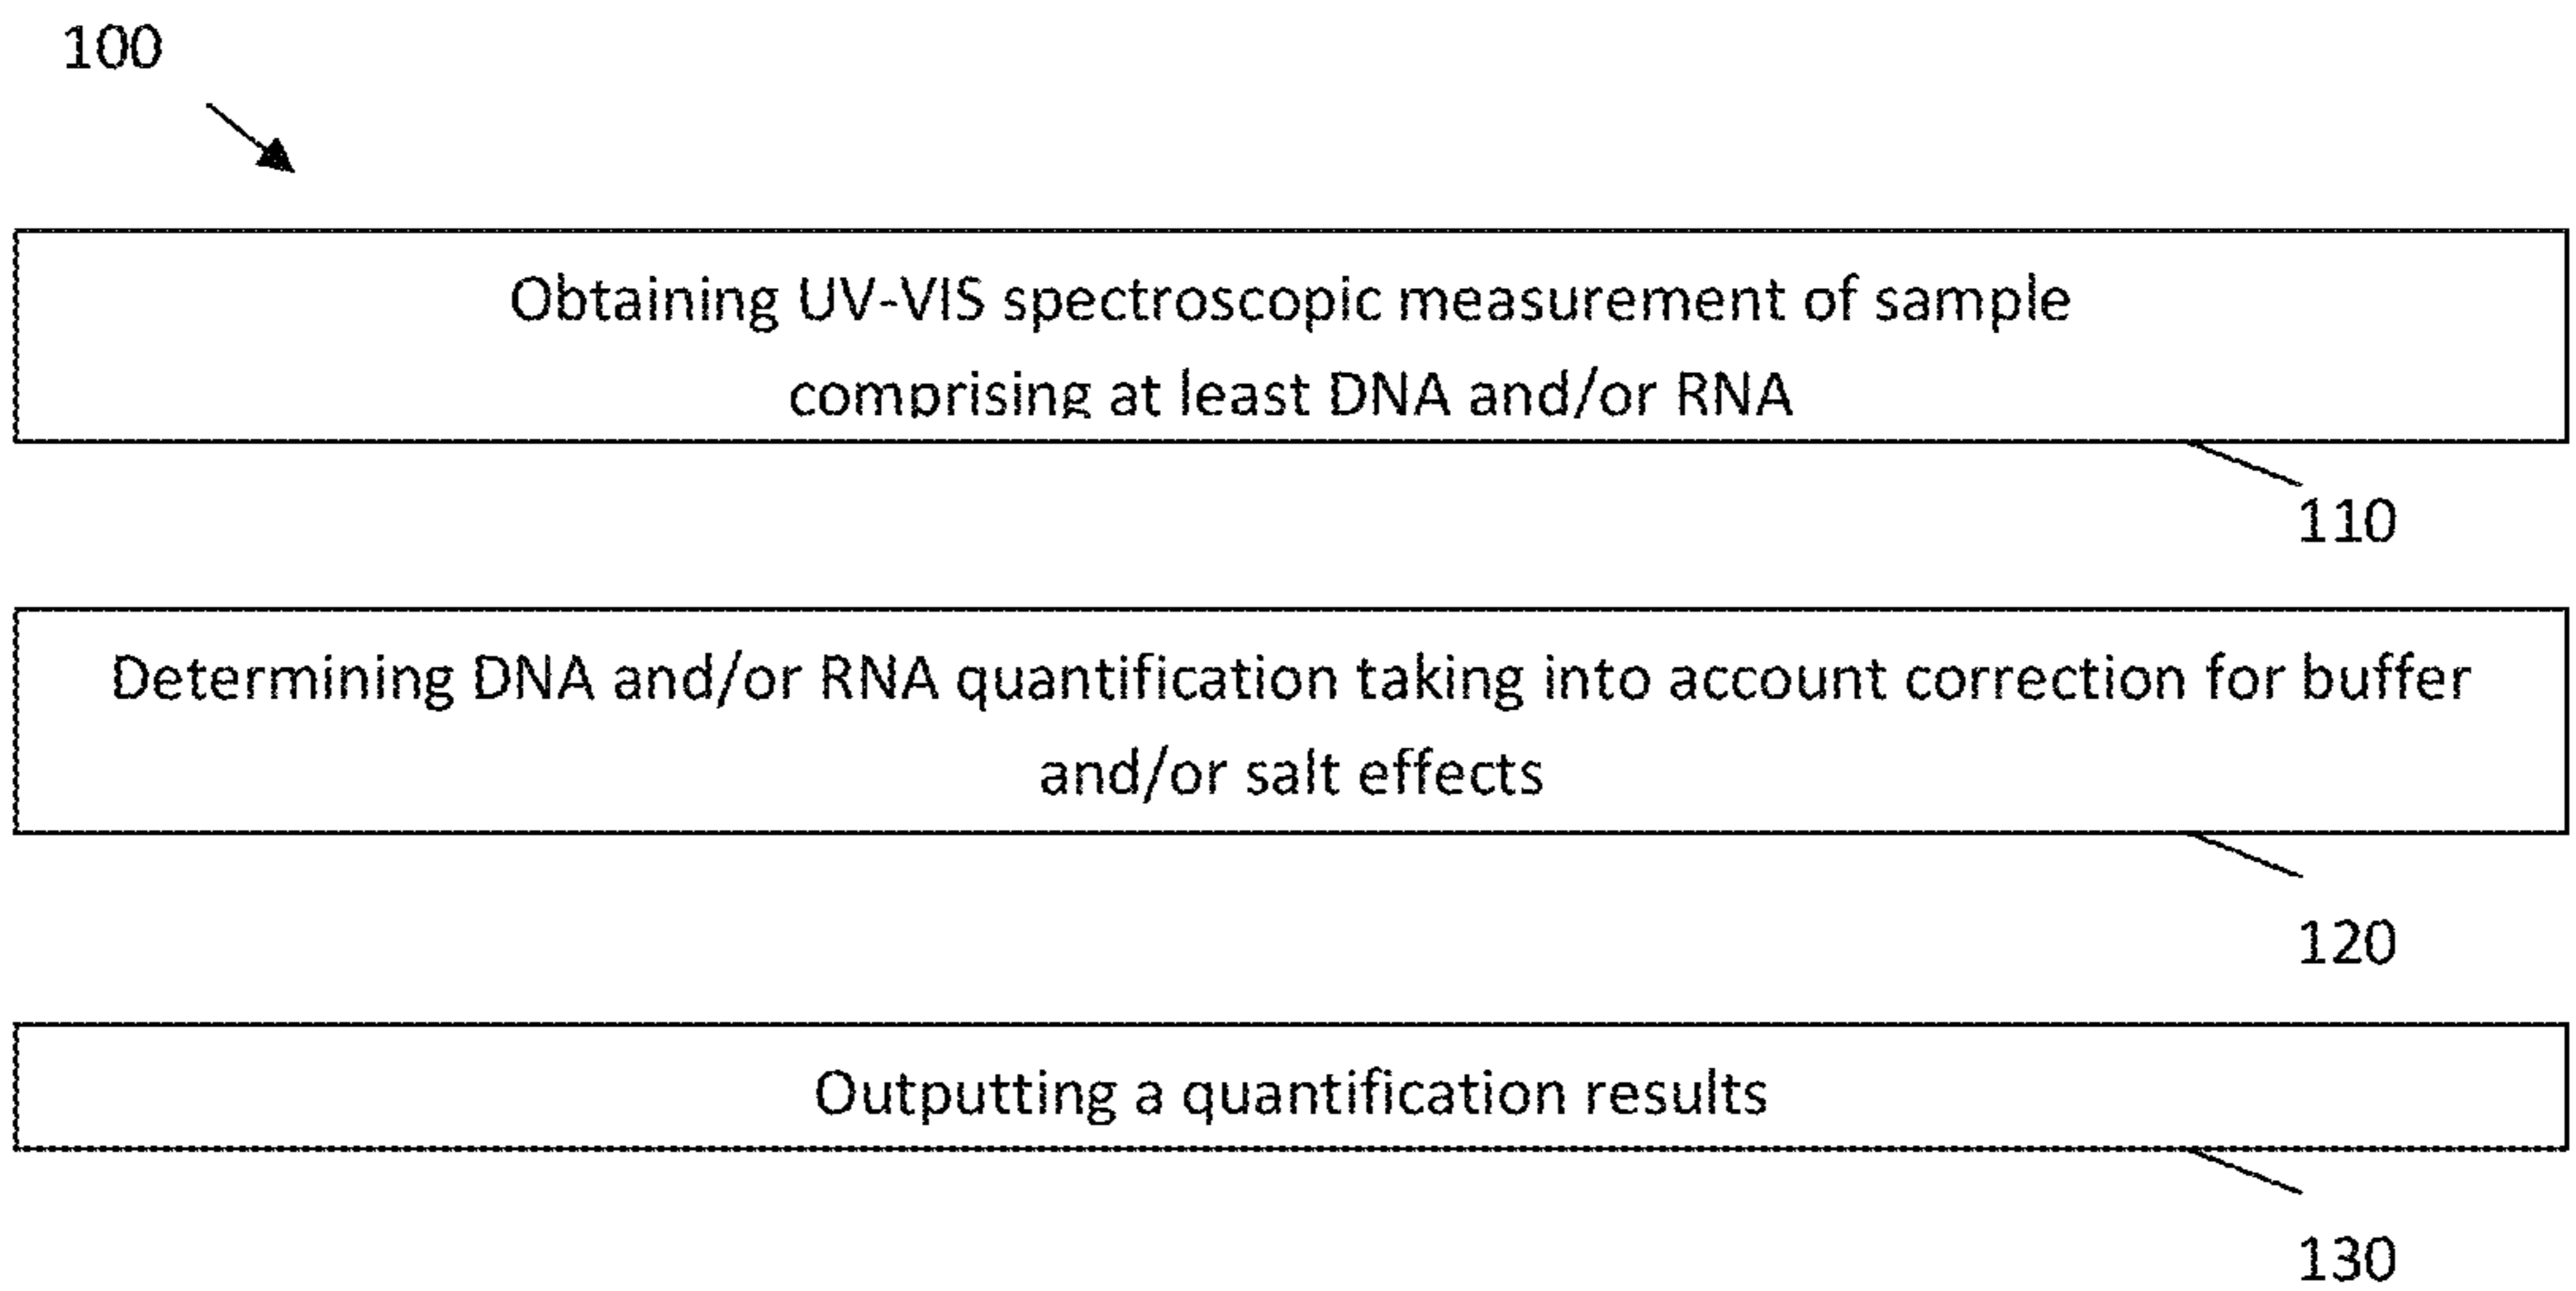 100
Obtaining UV-VIS spectroscopic measurement of sample
comprising at least DNA and/or RNA
110
Determining DNA and/or RNA quantification taking into account correction for buffer
and/or salt effects
120
Outputting a quantification results
130